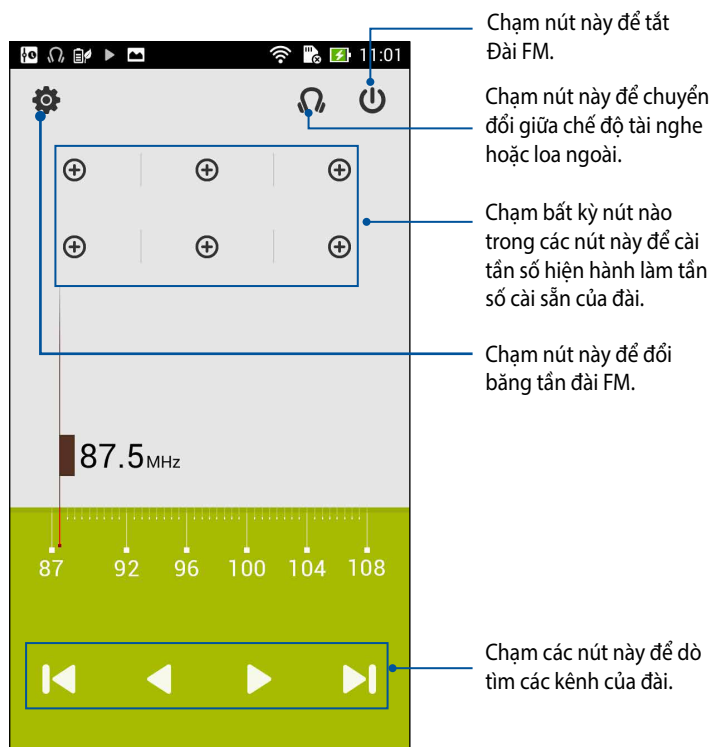 Chạm nút này để tắt
Đài FM.
11:01
Chạm nút này để chuyển
đổi giữa chế độ tài nghe
hoặc loa ngoài.
Chạm bất kỳ nút nào
trong các nút này để cài
tần số hiện hành làm tần
số cài sẵn của đài.
Chạm nút này để đổi
băng tần đài FM.
87.5MHz
87 92 96 100 104 108
Chạm các nút này để dò
tìm các kênh của đài.